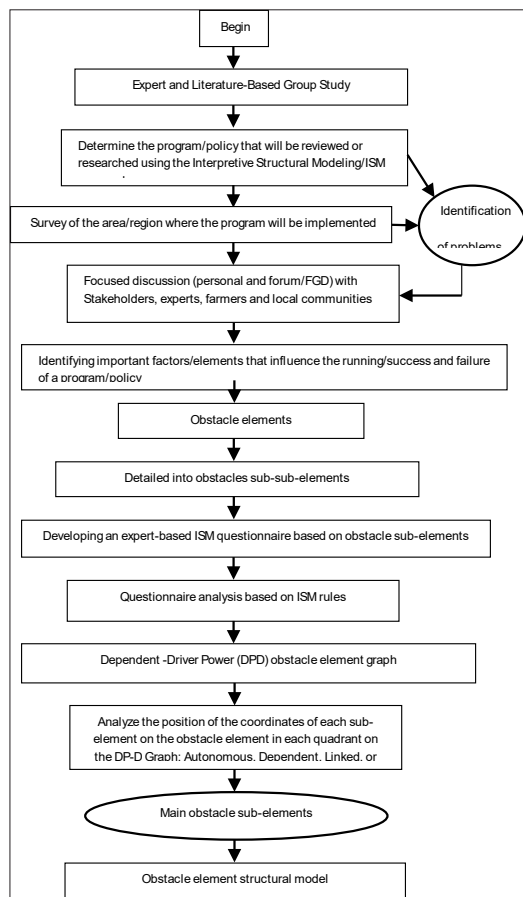 Begin
Expert and Literature-Based Group Study
Determine the program/policy that will be reviewed or
researched using the Interpretive Structural Modeling/ISM
Identification
of problems
Survey of the area/region where the program will be implemented
Focused discussion (personal and forum/FGD) with
Stakeholders, experts, farmers and local communities
Identifying important factors/elements that influence the running/success and failure
of a program/policy
Obstacle elements
Detailed into obstacles sub-sub-elements
Developing an expert-based ISM questionnaire based on obstacle sub-elements
Questionnaire analysis based on ISM rules
Dependent -Driver Power (DPD) obstacle element graph
Analyze the position of the coordinates of each sub-
element on the obstacle element in each quadrant on
the DP-D Graph: Autonomous, Dependent, Linked, or
Main obstacle sub-elements
Obstacle element structural model